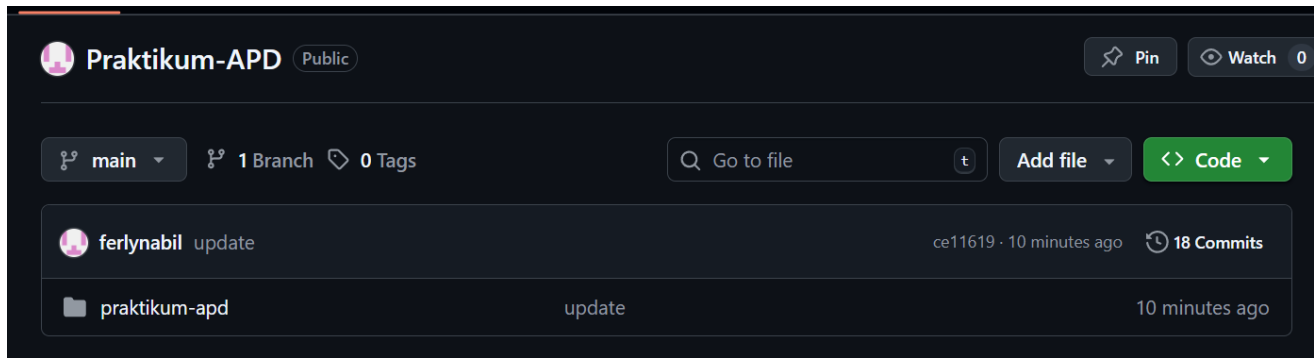 Praktikum-APD Public Pin Watch 0
main 1 Branch 0 Tags Go to file t Add file Code
ferlynabil update ce11619 · 10 minutes ago 18 Commits
praktikum-apd update 10 minutes ago